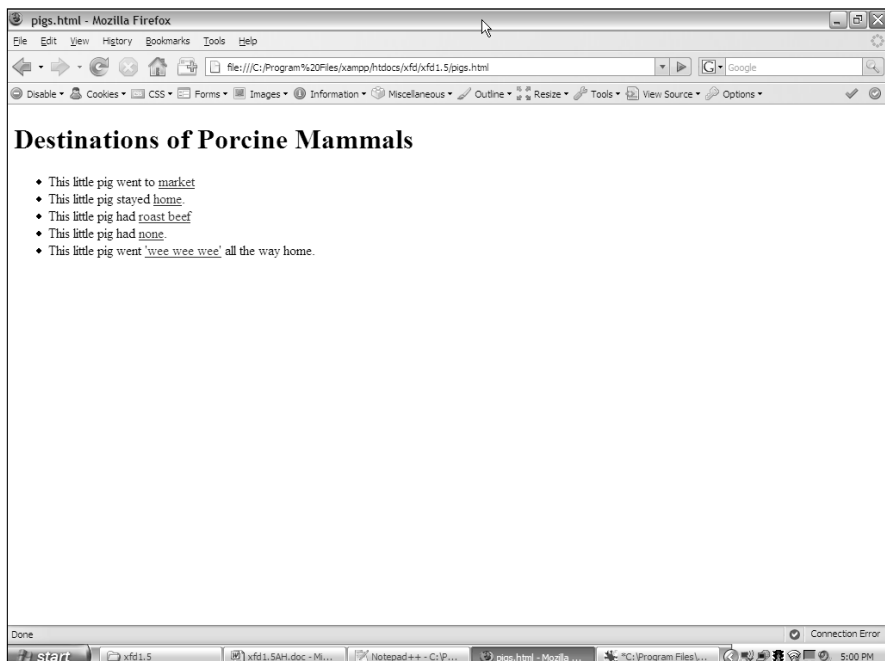 pigs.html - Mozilla Firefox
File Edit View History Bookmarks Tools Help
file:///C:/Program%20Files/xampp/htdocs/xfd/xfd1.5/pigs.html G Google
Disable Cookies CSS Forms Images Information Miscellaneous Outline Resize Tools View Source Options
Destinations of Porcine Mammals
This little pig went to market
This little pig stayed home.
This little pig had roast beef
This little pig had none.
This little pig went 'wee wee wee' all the way home.
Done Connection Error
start xfd1.5 xfd1.5AH.doc - Mi... Notepad++ - C:\P... pigs.html - Mozilla ... *C:\Program Files\... 5:00 PM